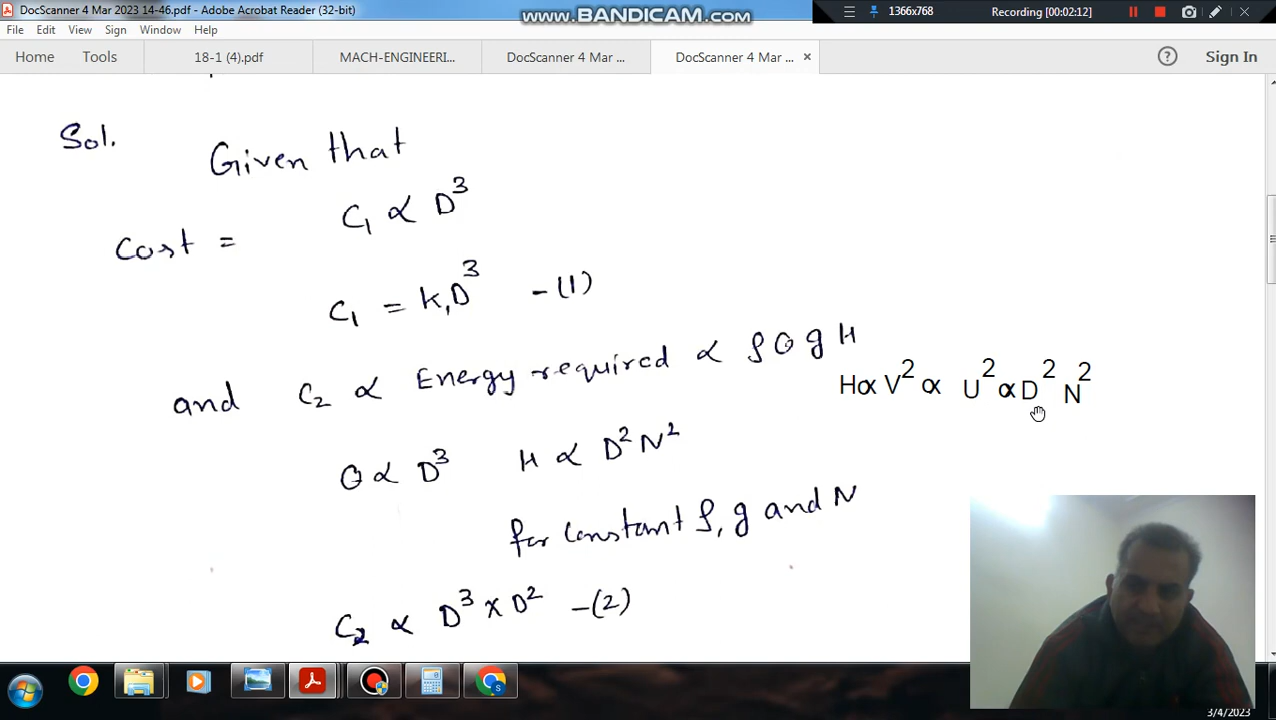 DocScanner 4 Mar 2023 14-46.pdf - Adobe Acrobat Reader (32-bit)
www.BANDICAM.com
1366x768
Recording [00:02:12]
File Edit View Sign Window Help
Home Tools 18-1 (4).pdf MACH-ENGINEERI... DocScanner 4 Mar ... DocScanner 4 Mar ... × Sign In
Sol. Given that
Cost = C₁ ∝ D³
C₁ = k₁D³ -(1)
and C₂ ∝ Energy required ∝ ρQgH
H∝ V² ∝ U² ∝ D² N²
Q ∝ D³ H ∝ D²N²
for constant ρ, g and N
C₂ ∝ D³ × D² -(2)
3/4/2023